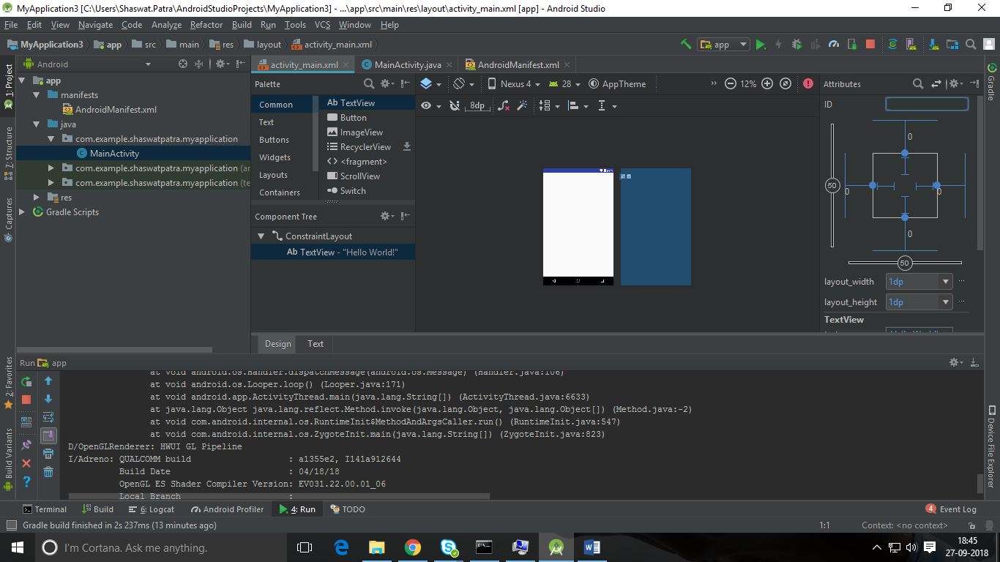 MyApplication3 [C:\Users\Shaswat.Patra\AndroidStudioProjects\MyApplication3] - ...\app\src\main\res\layout\activity_main.xml [app] - Android Studio
File Edit View Navigate Code Analyze Refactor Build Run Tools VCS Window Help
MyApplication3 app src main res layout activity_main.xml
app
1: Project
7: Structure
Captures
2: Favorites
Build Variants
Android
app
manifests
AndroidManifest.xml
java
com.example.shaswatpatra.myapplication
MainActivity
com.example.shaswatpatra.myapplication
com.example.shaswatpatra.myapplication
res
Gradle Scripts
activity_main.xml MainActivity.java AndroidManifest.xml
Palette
Common
Text
Buttons
Widgets
Layouts
Containers
Ab TextView
Button
ImageView
RecyclerView
<fragment>
ScrollView
Switch
Component Tree
ConstraintLayout
Ab TextView - "Hello World!"
Nexus 4 28 AppTheme » 12%
8dp
Design Text
Attributes
ID
0
50
0
0
0
50
layout_width 1dp ...
layout_height 1dp ...
TextView
Gradle
Device File Explorer
Run app
at void android.os.Handler.dispatchMessage(android.os.Message) (Handler.java:106)
at void android.os.Looper.loop() (Looper.java:171)
at void android.app.ActivityThread.main(java.lang.String[]) (ActivityThread.java:6633)
at java.lang.Object java.lang.reflect.Method.invoke(java.lang.Object, java.lang.Object[]) (Method.java:-2)
at void com.android.internal.os.RuntimeInit$MethodAndArgsCaller.run() (RuntimeInit.java:547)
at void com.android.internal.os.ZygoteInit.main(java.lang.String[]) (ZygoteInit.java:823)
D/OpenGLRenderer: HWUI GL Pipeline
I/Adreno: QUALCOMM build : a1355e2, I141a912644
Build Date : 04/18/18
OpenGL ES Shader Compiler Version: EV031.22.00.01_06
Local Branch :
Terminal Build 6: Logcat Android Profiler 4: Run TODO 4 Event Log
Gradle build finished in 2s 237ms (13 minutes ago) 1:1 Context: <no context>
I'm Cortana. Ask me anything.
18:45
27-09-2018